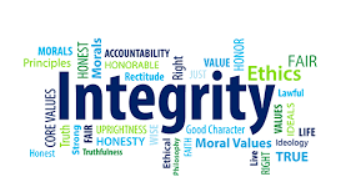 MORALS
Principles
HONEST
Morals
ACCOUNTABILITY
HONORABLE
Rectitude
Right
JUST
VALUE
HONOR
Ethics
FAIR
Lawful
Integrity
CORE VALUES
Truth
Strong
FAIR
UPRIGHTNESS
HONESTY
Truthfulness
Honest
WISE
Ethical
Philosophy
FAITH
Good Character
Moral Values
Live
RIGHT
VALUES
IDEALS
LIFE
Ideology
TRUE